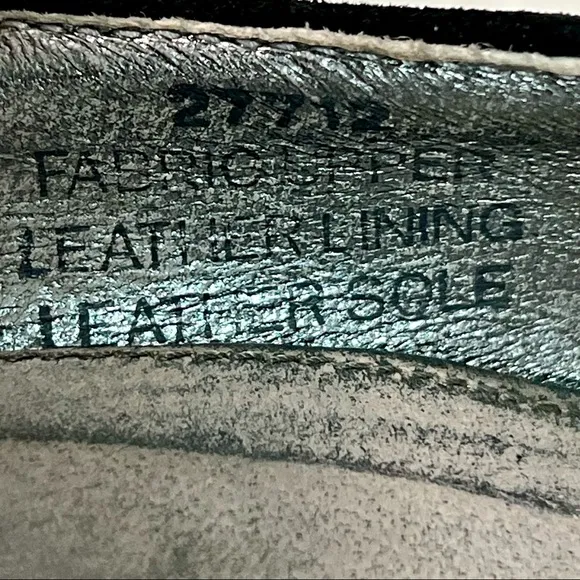 27712
FABRIC UPPER
LEATHER LINING
LEATHER SOLE